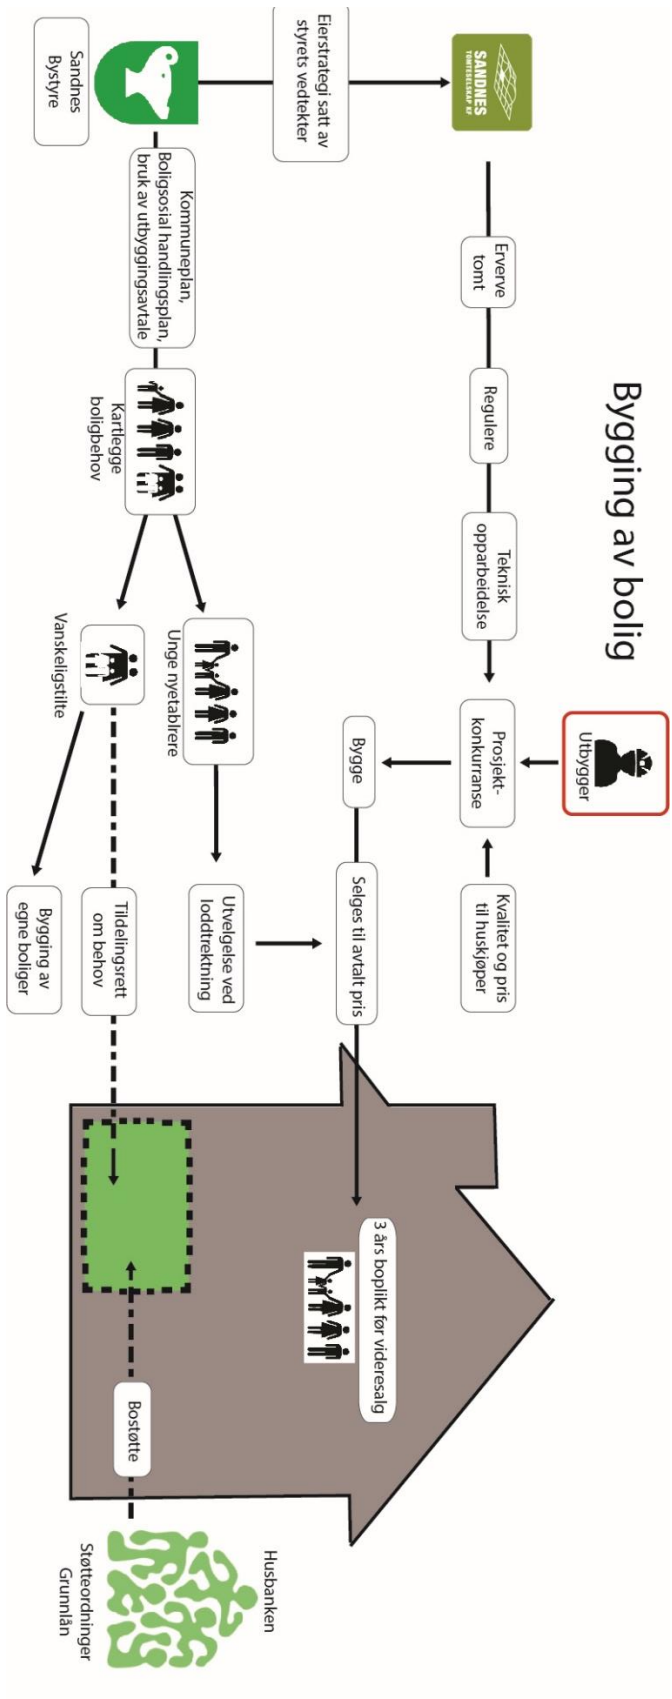 Bygging av bolig
SANDNES
TOMTESELSKAP KF
Erverve
tomt
Regulere
Teknisk
opparbeidelse
Utbygger
Prosjekt-
konkurranse
Kvalitet og pris
til huskjøper
Eierstrategi satt av
styrets vedtekter
Bygge
Selges til avtalt pris
3 års boplikt før videresalg
Sandnes
Bystyre
Kommuneplan,
Boligsosial handlingsplan,
bruk av utbyggingsavtale
Kartlegge
boligbehov
Unge nyetablrere
Utvelgelse ved
loddtrektning
Vanskeligstilte
Tildelingsrett
om behov
Bygging av
egne boliger
Bostøtte
Husbanken
Støtteordninger
Grunnlån